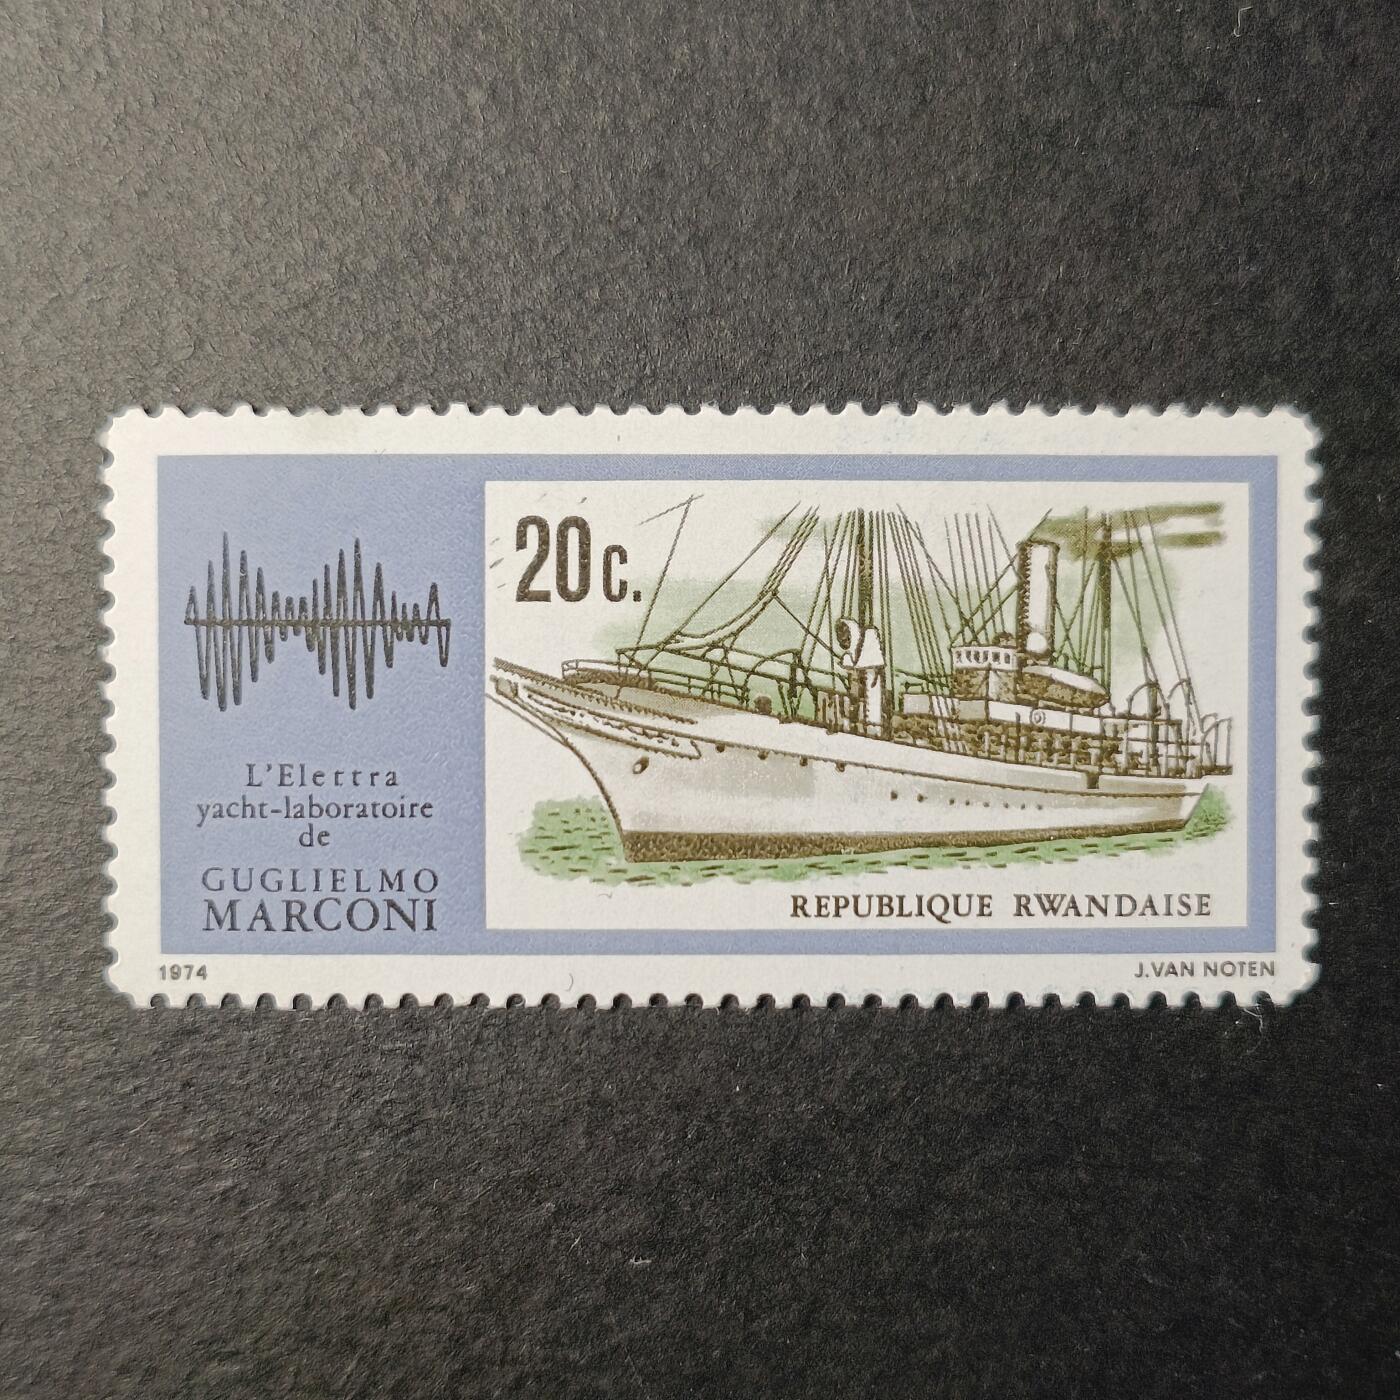 20c.
L'Elettra
yacht-laboratoire
de
GUGLIELMO
MARCONI
REPUBLIQUE RWANDAISE
1974
J.VAN NOTEN